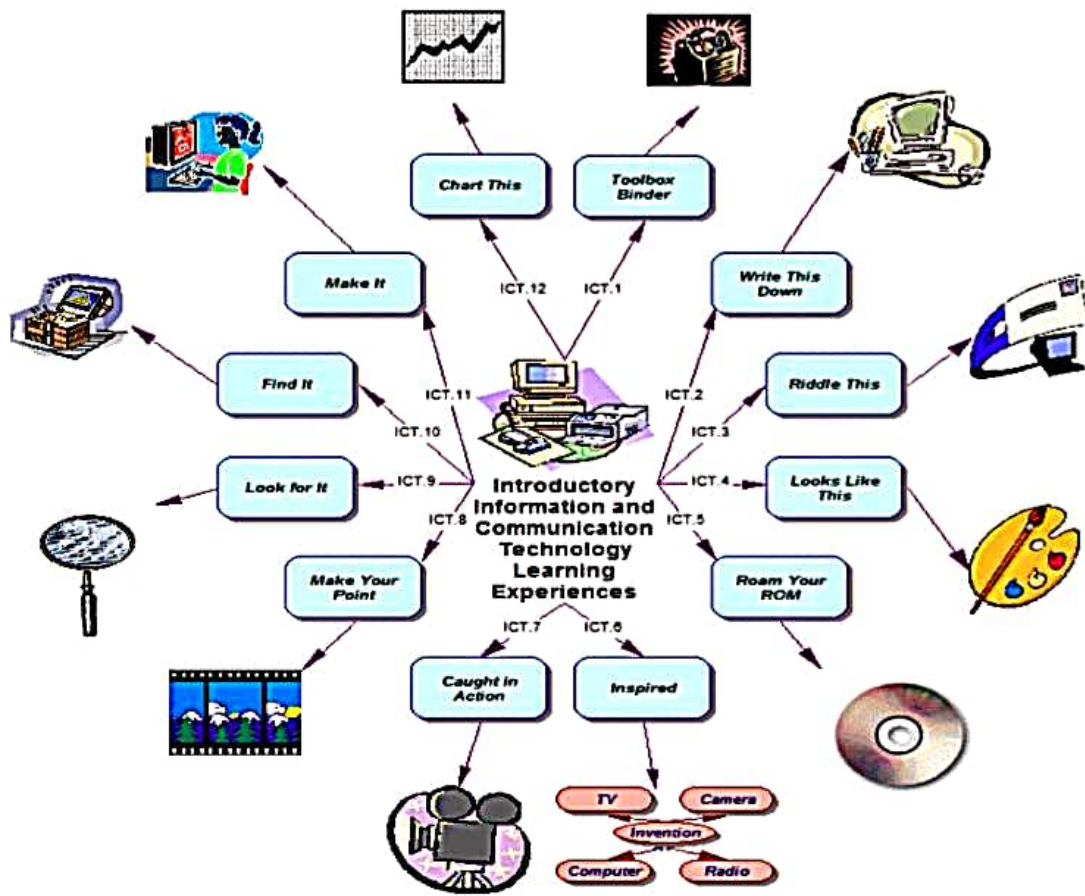 Chart This
Toolbox
Binder
Make It
Write This
Down
ICT.12
ICT.1
Find It
Riddle This
ICT.11
ICT.2
ICT.10
ICT.3
Look for It
ICT.9
ICT.4
Looks Like
This
ICT.8
ICT.5
Introductory
Information and
Communication
Technology
Learning
Experiences
Make Your
Point
Roam Your
ROM
ICT.7
ICT.6
Caught in
Action
Inspired
TV
Camera
Invention
Computer
Radio